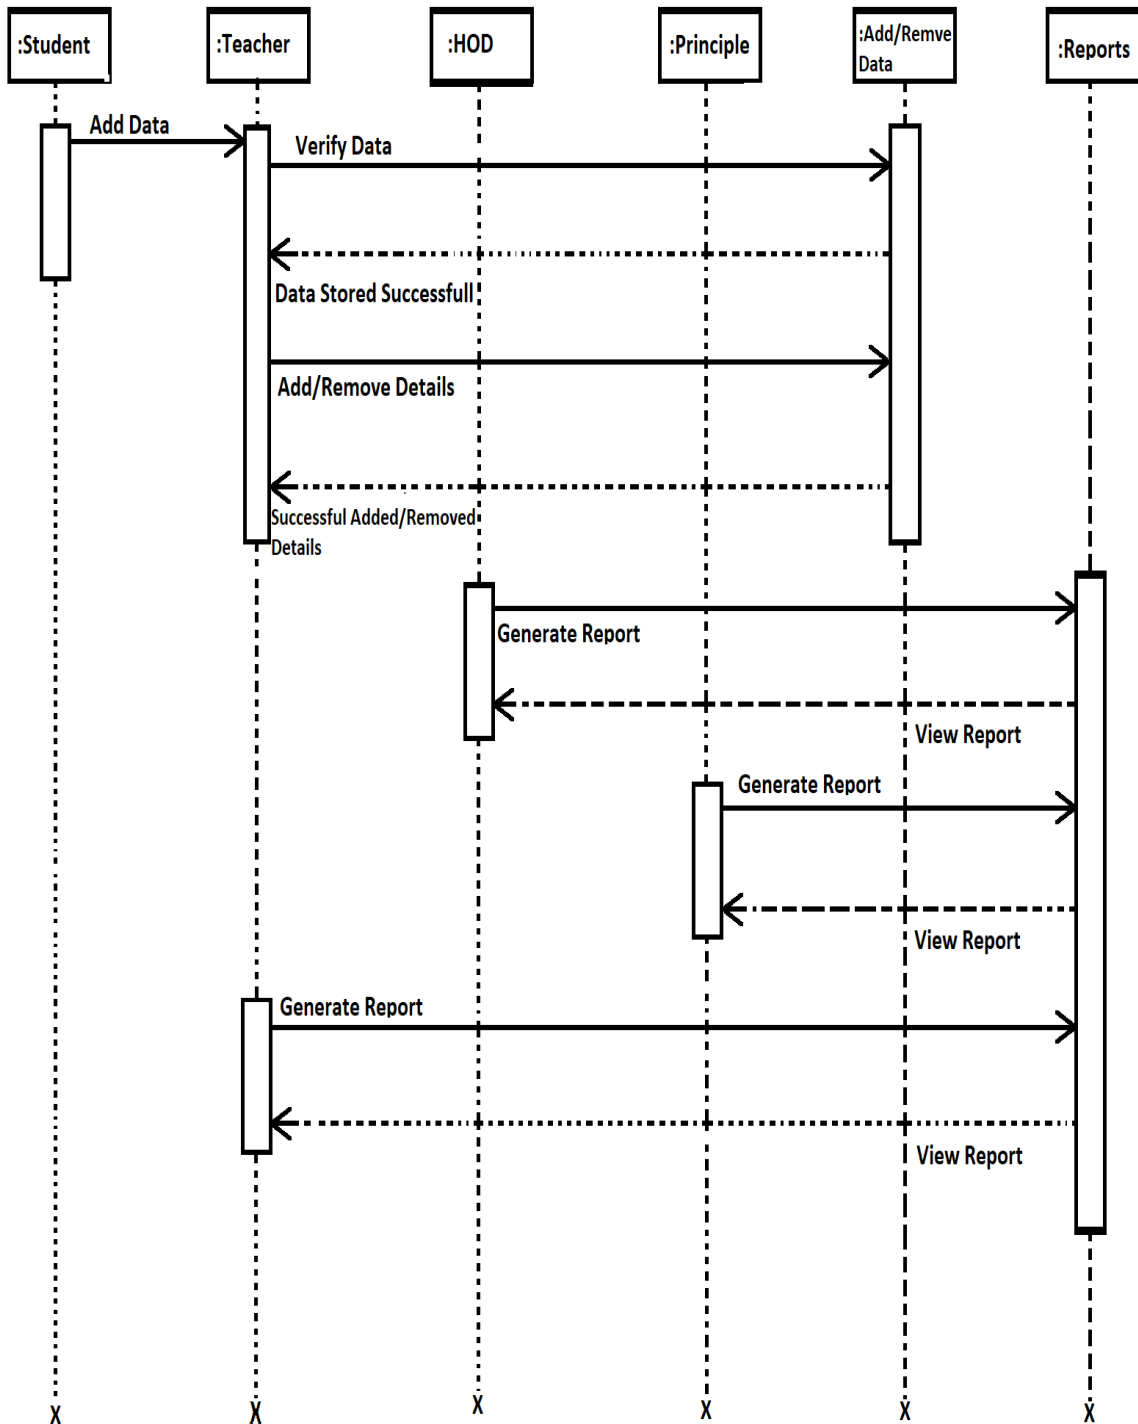 :Student
:Teacher
:HOD
:Principle
:Add/Remve
Data
:Reports
Add Data
Verify Data
Data Stored Successfull
Add/Remove Details
Successful Added/Removed
Details
Generate Report
View Report
Generate Report
View Report
Generate Report
View Report
X
X
X
X
X
X